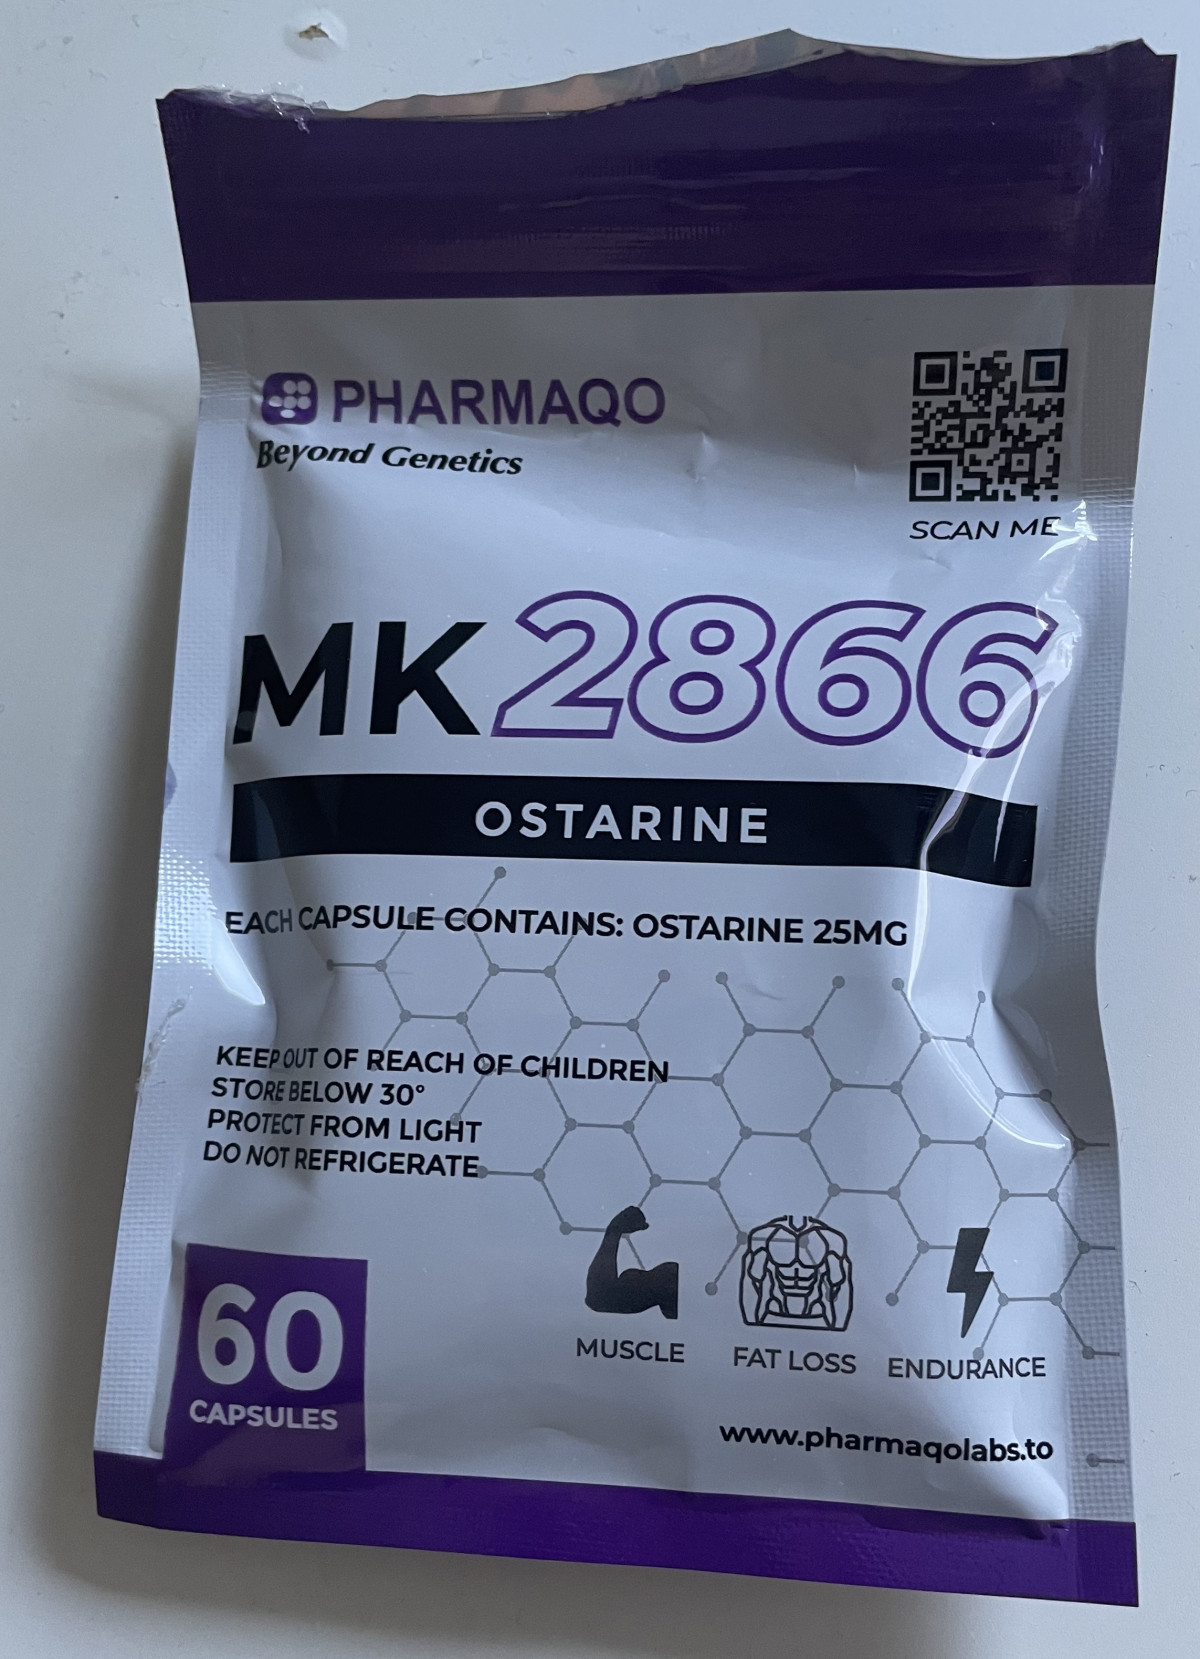 PHARMAQO
Beyond Genetics
SCAN ME
MK2866
OSTARINE
EACH CAPSULE CONTAINS: OSTARINE 25MG
KEEP OUT OF REACH OF CHILDREN
STORE BELOW 30°
PROTECT FROM LIGHT
DO NOT REFRIGERATE
60
CAPSULES
MUSCLE
FAT LOSS
ENDURANCE
www.pharmaqolabs.to